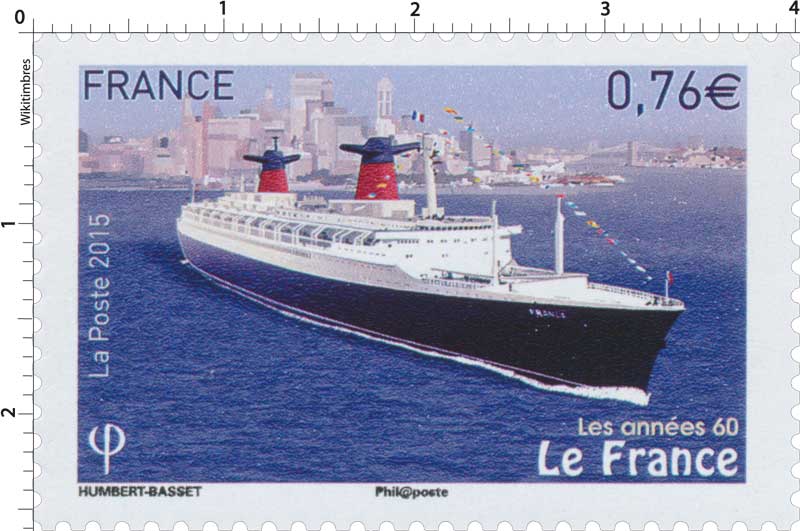 0 1 2 3 4
Wikitimbres
1
2
FRANCE 0,76€
La Poste 2015
FRANCE
Les années 60
Le France
HUMBERT-BASSET Phil@poste